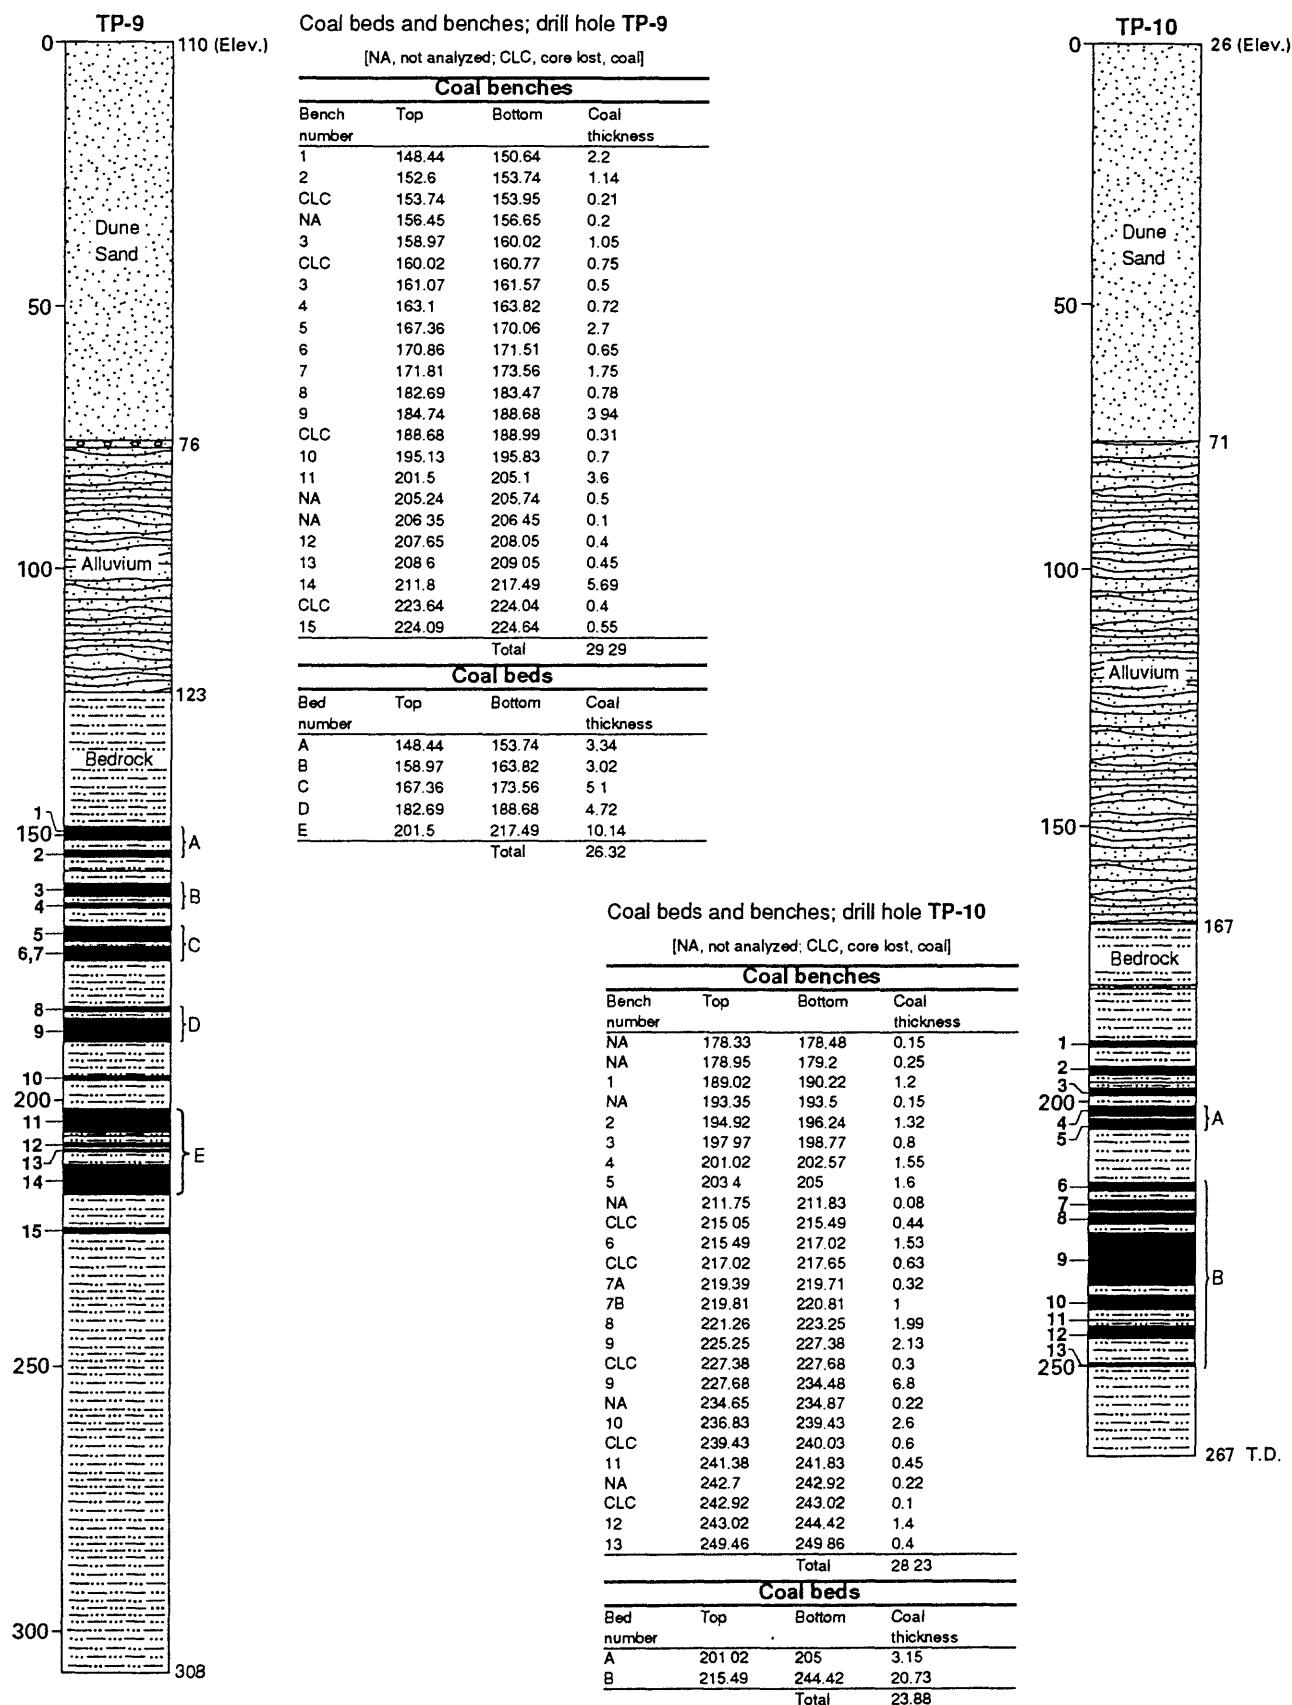 TP-9
0
110 (Elev.)
Dune
Sand
50
76
100
Alluvium
123
Bedrock
1
150
2
A
3
4
B
5
6,7
C
8
9
D
10
200
11
12
13
14
E
15
250
300
308
Coal beds and benches; drill hole TP-9
[NA, not analyzed; CLC, core lost, coal]
Coal benches
Bench Top Bottom Coal
number thickness
1 148.44 150.64 2.2
2 152.6 153.74 1.14
CLC 153.74 153.95 0.21
NA 156.45 156.65 0.2
3 158.97 160.02 1.05
CLC 160.02 160.77 0.75
3 161.07 161.57 0.5
4 163.1 163.82 0.72
5 167.36 170.06 2.7
6 170.86 171.51 0.65
7 171.81 173.56 1.75
8 182.69 183.47 0.78
9 184.74 188.68 3 94
CLC 188.68 188.99 0.31
10 195.13 195.83 0.7
11 201.5 205.1 3.6
NA 205.24 205.74 0.5
NA 206 35 206 45 0.1
12 207.65 208.05 0.4
13 208 6 209 05 0.45
14 211.8 217.49 5.69
CLC 223.64 224.04 0.4
15 224.09 224.64 0.55
Total 29 29
Coal beds
Bed Top Bottom Coal
number thickness
A 148.44 153.74 3.34
B 158.97 163.82 3.02
C 167.36 173.56 5 1
D 182.69 188.68 4.72
E 201.5 217.49 10.14
Total 26.32
Coal beds and benches; drill hole TP-10
[NA, not analyzed; CLC, core lost, coal]
Coal benches
Bench Top Bottom Coal
number thickness
NA 178.33 178.48 0.15
NA 178.95 179.2 0.25
1 189.02 190.22 1.2
NA 193.35 193.5 0.15
2 194.92 196.24 1.32
3 197 97 198.77 0.8
4 201.02 202.57 1.55
5 203 4 205 1.6
NA 211.75 211.83 0.08
CLC 215 05 215.49 0.44
6 215 49 217.02 1.53
CLC 217.02 217.65 0.63
7A 219.39 219.71 0.32
7B 219.81 220.81 1
8 221.26 223.25 1.99
9 225.25 227.38 2.13
CLC 227.38 227.68 0.3
9 227.68 234.48 6.8
NA 234.65 234.87 0.22
10 236.83 239.43 2.6
CLC 239.43 240.03 0.6
11 241.38 241.83 0.45
NA 242.7 242.92 0.22
CLC 242.92 243.02 0.1
12 243.02 244.42 1.4
13 249.46 249 86 0.4
Total 28 23
Coal beds
Bed Top Bottom Coal
number thickness
A 201 02 205 3.15
B 215.49 244.42 20.73
Total 23.88
TP-10
0
26 (Elev.)
Dune
Sand
50
71
100
Alluvium
150
167
Bedrock
1
2
3
200
4
5
A
6
7
8
9
B
10
11
12
13
250
267 T.D.